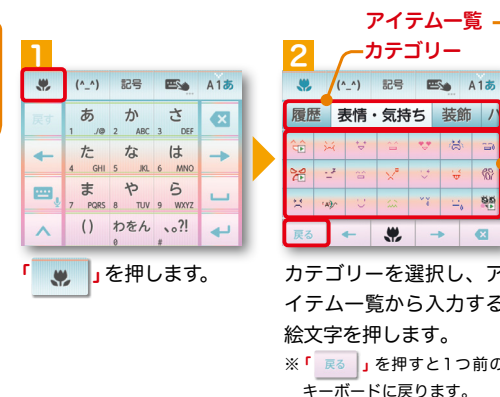 アイテム一覧
カテゴリー
1
(^_^) 記号 A1あ
戻す あ か さ
1 .／@ 2 ABC 3 DEF
た な は
4 GHI 5 JKL 6 MNO
ま や ら
7 PQRS 8 TUV 9 WXYZ
() わをん 、。?!
0 #
「 」を押します。
2
(^_^) 記号 A1あ
履歴 表情・気持ち 装飾 パ
戻る
カテゴリーを選択し、ア
イテム一覧から入力する
絵文字を押します。
※「 戻る 」を押すと1つ前の
キーボードに戻ります。